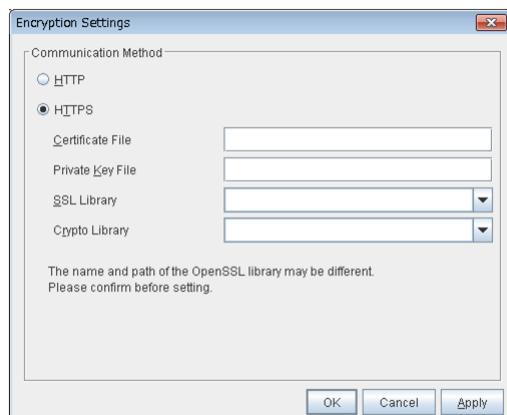 Encryption Settings
Communication Method
HTTP
HTTPS
Certificate File
Private Key File
SSL Library
Crypto Library
The name and path of the OpenSSL library may be different.
Please confirm before setting.
OK Cancel Apply